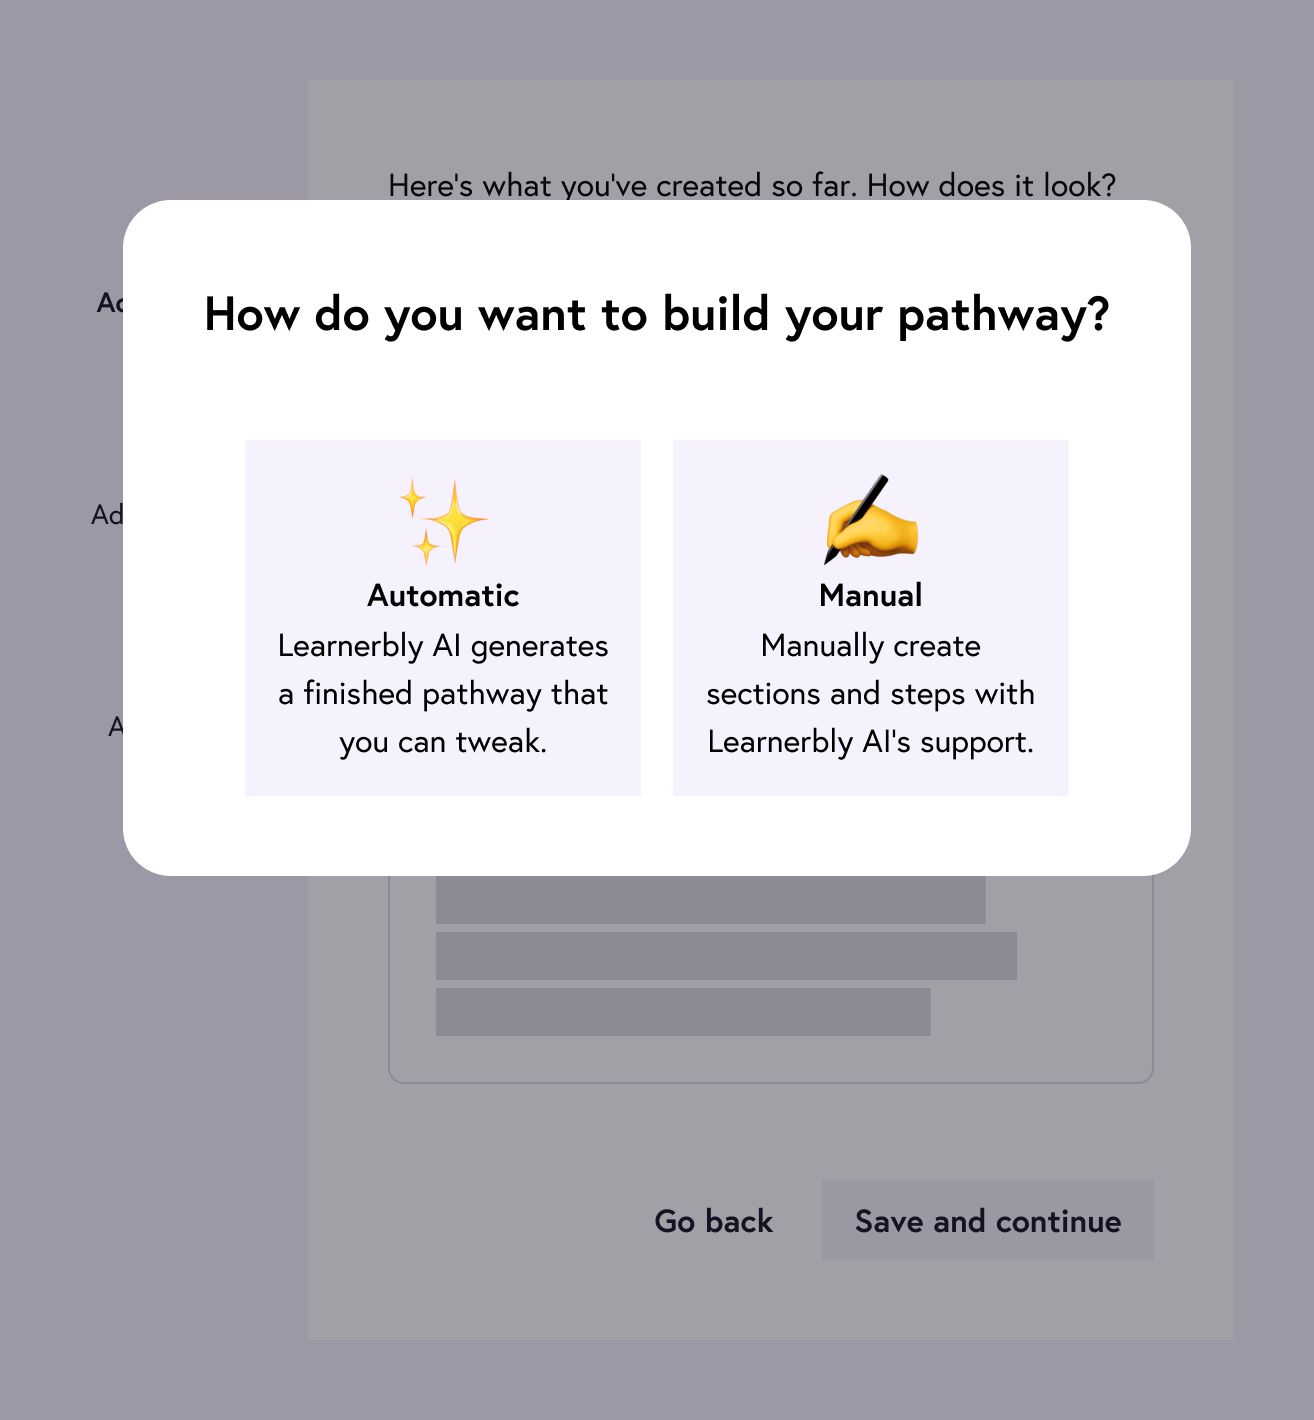 Here's what you've created so far. How does it look?
How do you want to build your pathway?
Automatic
Learnerbly AI generates
a finished pathway that
you can tweak.
Manual
Manually create
sections and steps with
Learnerbly AI's support.
Go back
Save and continue